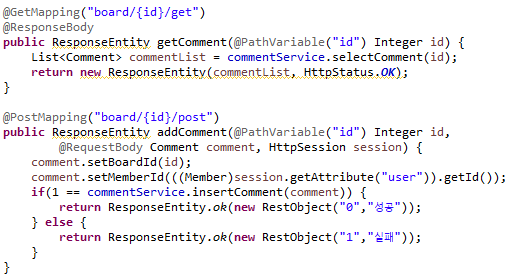 @GetMapping("board/{id}/get")
@ResponseBody
public ResponseEntity getComment(@PathVariable("id") Integer id) {
    List<Comment> commentList = commentService.selectComment(id);
    return new ResponseEntity(commentList, HttpStatus.OK);
}

@PostMapping("board/{id}/post")
public ResponseEntity addComment(@PathVariable("id") Integer id,
        @RequestBody Comment comment, HttpSession session) {
    comment.setBoardId(id);
    comment.setMemberId(((Member)session.getAttribute("user")).getId());
    if(1 == commentService.insertComment(comment)) {
        return ResponseEntity.ok(new RestObject("0","성공"));
    } else {
        return ResponseEntity.ok(new RestObject("1","실패"));
    }
}